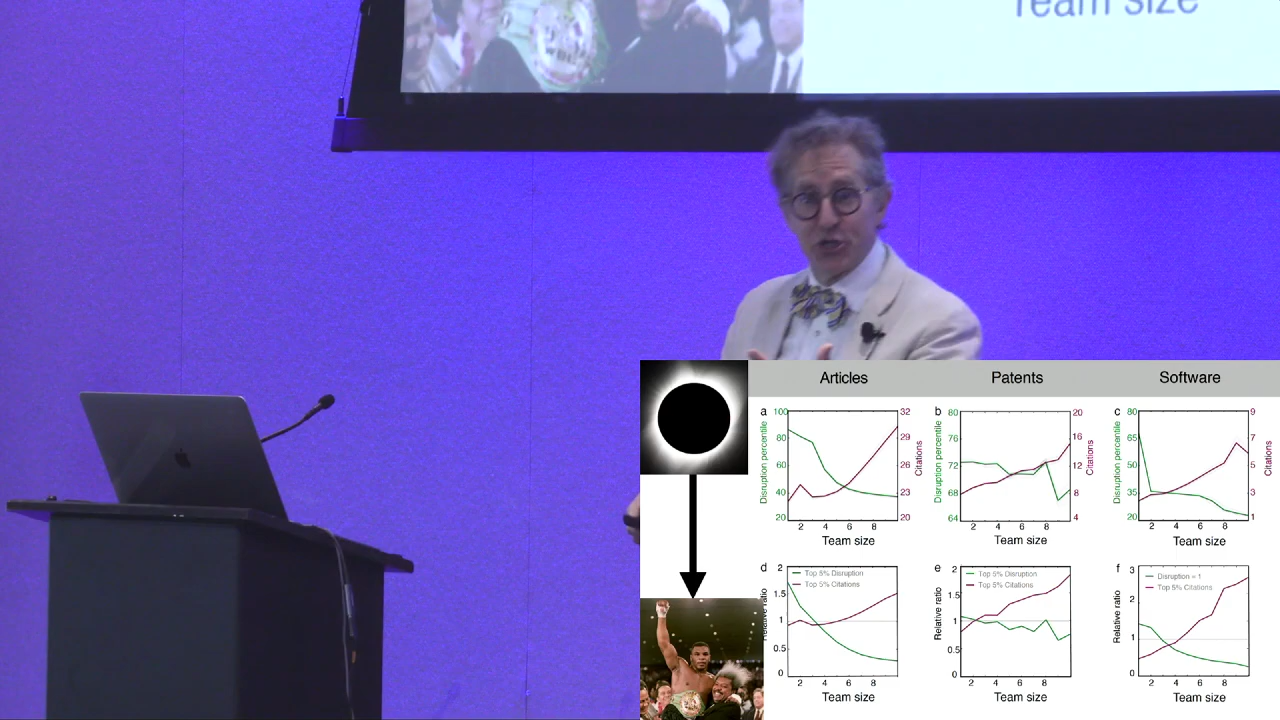 Team size
Articles
Patents
Software
a
Disruption percentile
100
80
60
40
20
32
29
26
23
20
Citations
2 4 6 8
Team size
b
Disruption percentile
80
76
72
68
64
20
16
12
8
4
Citations
2 4 6 8
Team size
c
Disruption percentile
80
65
50
35
20
9
7
5
3
1
Citations
2 4 6 8
Team size
d
Relative ratio
2
1.5
1
0.5
0
Top 5% Disruption
Top 5% Citations
2 4 6 8
Team size
e
Relative ratio
2
1.5
1
0.5
0
Top 5% Disruption
Top 5% Citations
2 4 6 8
Team size
f
Relative ratio
3
2
1
0
Disruption = 1
Top 5% Citations
2 4 6 8
Team size